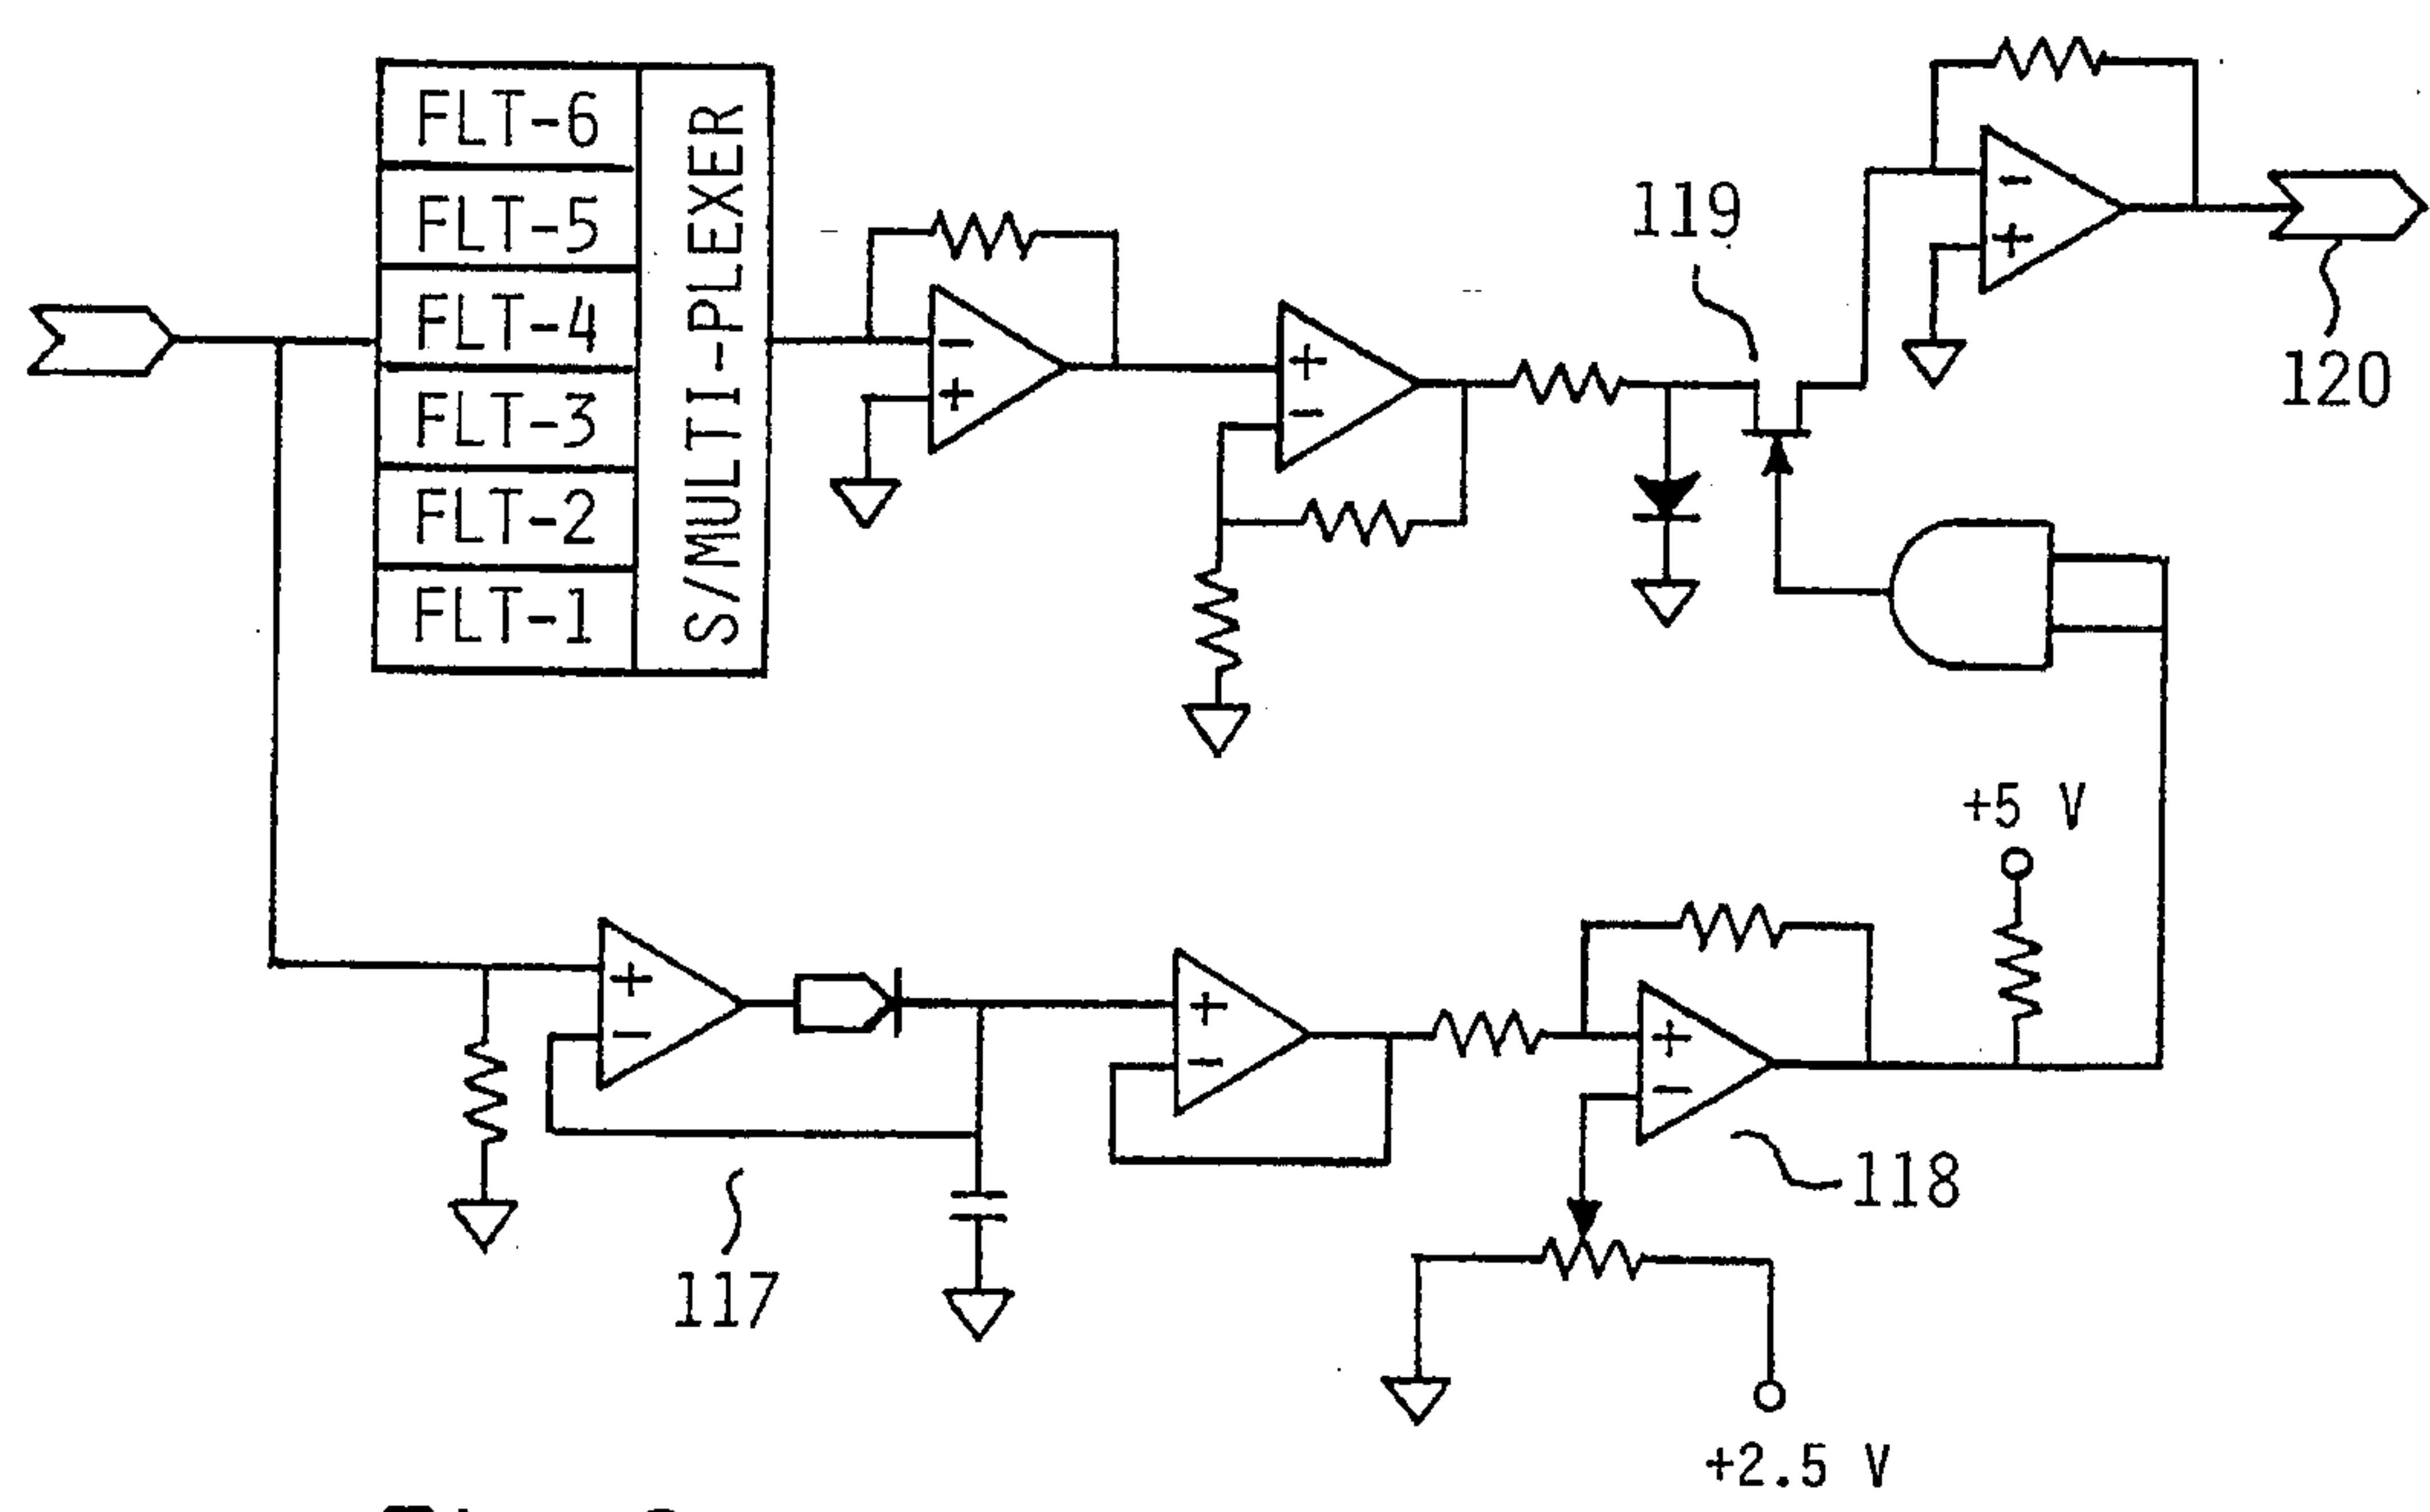 FLT-6
FLT-5
FLT-4
FLT-3
FLT-2
FLT-1
S/MULTI-PLEXER
-
+
+
-
119
-
+
120
+5 V
+
-
117
+
-
+
-
118
+2.5 V